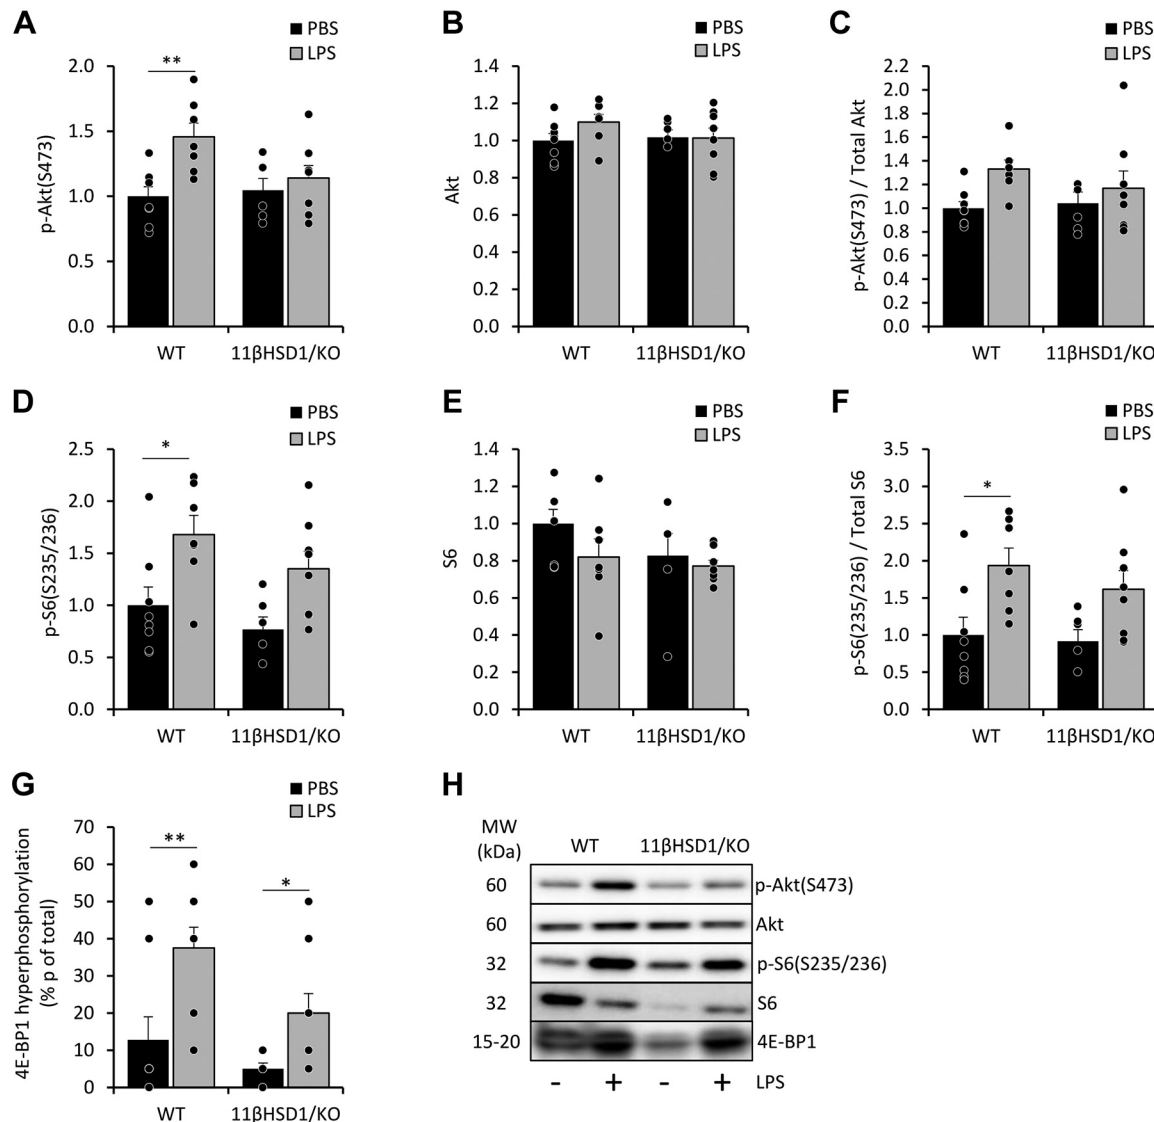 A
PBS
LPS
p-Akt(S473)
2.0
1.5
1.0
0.5
0.0
**
WT
11βHSD1/KO
B
PBS
LPS
Akt
1.4
1.2
1.0
0.8
0.6
0.4
0.2
0.0
WT
11βHSD1/KO
C
PBS
LPS
p-Akt(S473) / Total Akt
2.2
2.0
1.8
1.6
1.4
1.2
1.0
0.8
0.6
0.4
0.2
0.0
WT
11βHSD1/KO
D
PBS
LPS
p-S6(S235/236)
2.5
2.0
1.5
1.0
0.5
0.0
*
WT
11βHSD1/KO
E
PBS
LPS
S6
1.4
1.2
1.0
0.8
0.6
0.4
0.2
0.0
WT
11βHSD1/KO
F
PBS
LPS
p-S6(235/236) / Total S6
3.5
3.0
2.5
2.0
1.5
1.0
0.5
0.0
*
WT
11βHSD1/KO
G
PBS
LPS
4E-BP1 hyperphosphorylation
(% p of total)
70
60
50
40
30
20
10
0
**
*
WT
11βHSD1/KO
H
MW
(kDa)
WT 11βHSD1/KO
60 p-Akt(S473)
60 Akt
32 p-S6(S235/236)
32 S6
15-20 4E-BP1
- + - + LPS